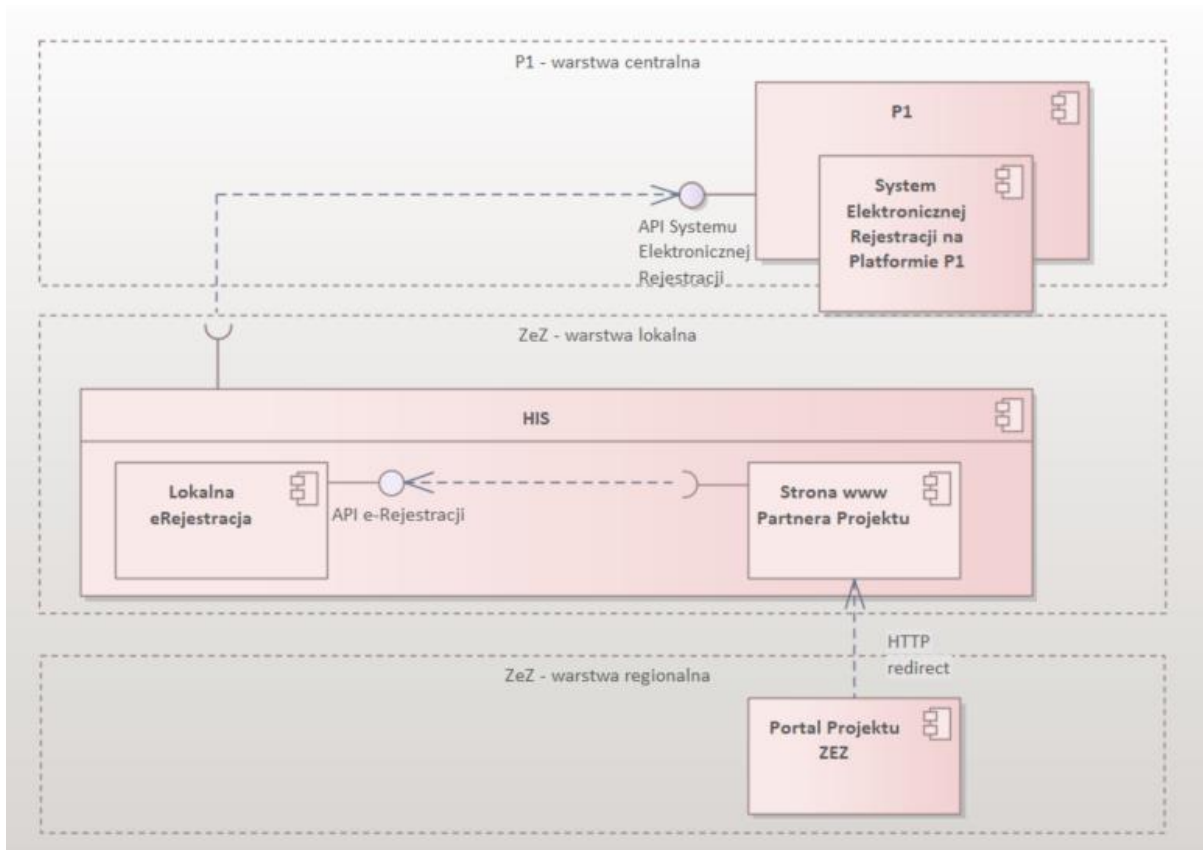 P1 - warstwa centralna
P1
System
Elektronicznej
Rejestracji na
Platformie P1
API Systemu
Elektronicznej
Rejestracji
ZeZ - warstwa lokalna
HIS
Lokalna
eRejestracja
API e-Rejestracji
Strona www
Partnera Projektu
HTTP
redirect
ZeZ - warstwa regionalna
Portal Projektu
ZEZ